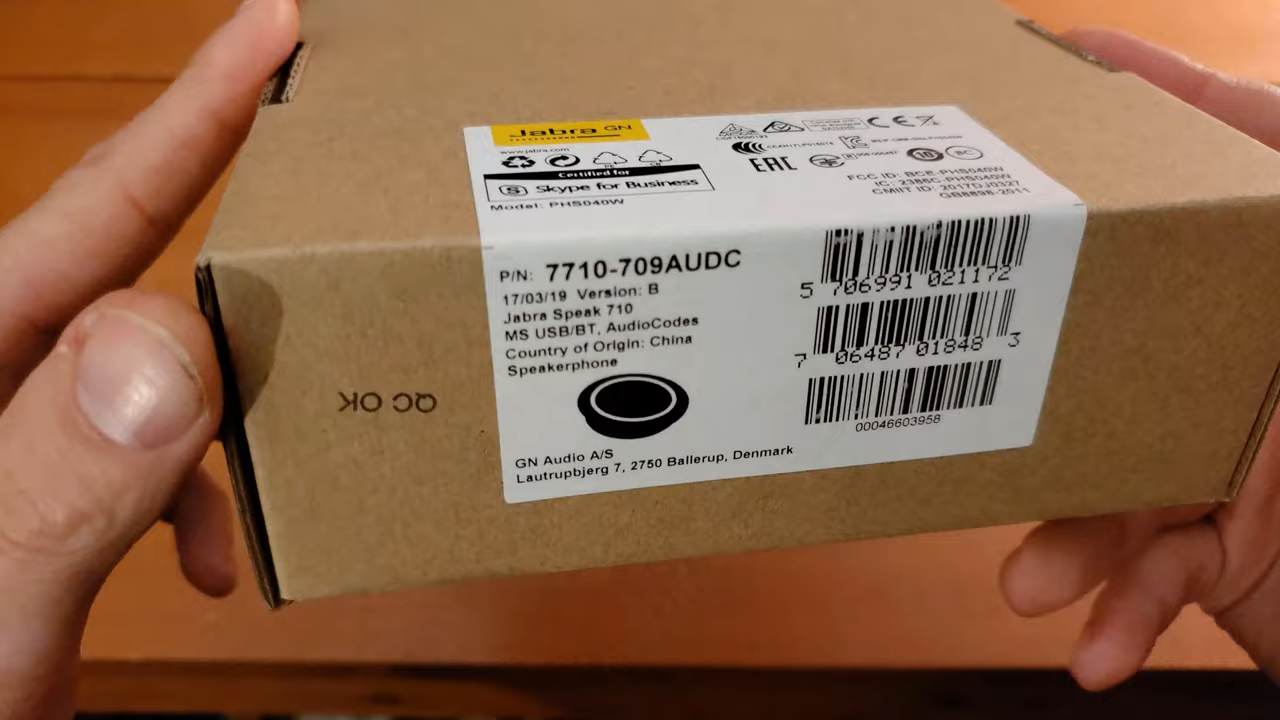 Jabra GN
www.jabra.com
Certified for
Skype for Business
Model: PHS040W
EAC
FCC ID: BCE-PHS040W
IC: 2386C-PHS040W
CMIIT ID: 2017DJ0327
GB8898-2011
P/N: 7710-709AUDC
17/03/19 Version: B
Jabra Speak 710
MS USB/BT, AudioCodes
Country of Origin: China
Speakerphone
GN Audio A/S
Lautrupbjerg 7, 2750 Ballerup, Denmark
5 706991 021172
7 06487 01848 3
00046603958
QC OK